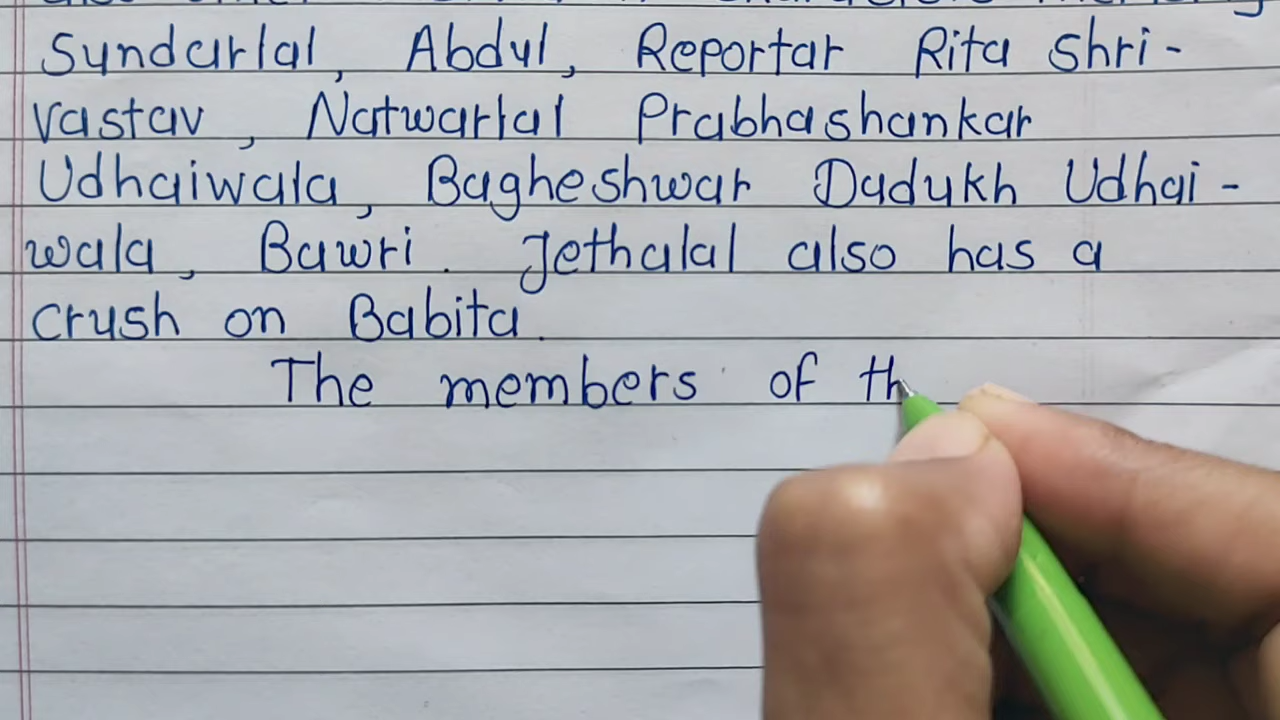 Sundarlal, Abdul, Reportar Rita Shri-
vastav, Natwarlal Prabhashankar
Udhaiwala, Bagheshwar Dadukh Udhai-
wala, Bawri. Jethalal also has a
crush on Babita.
The members of th